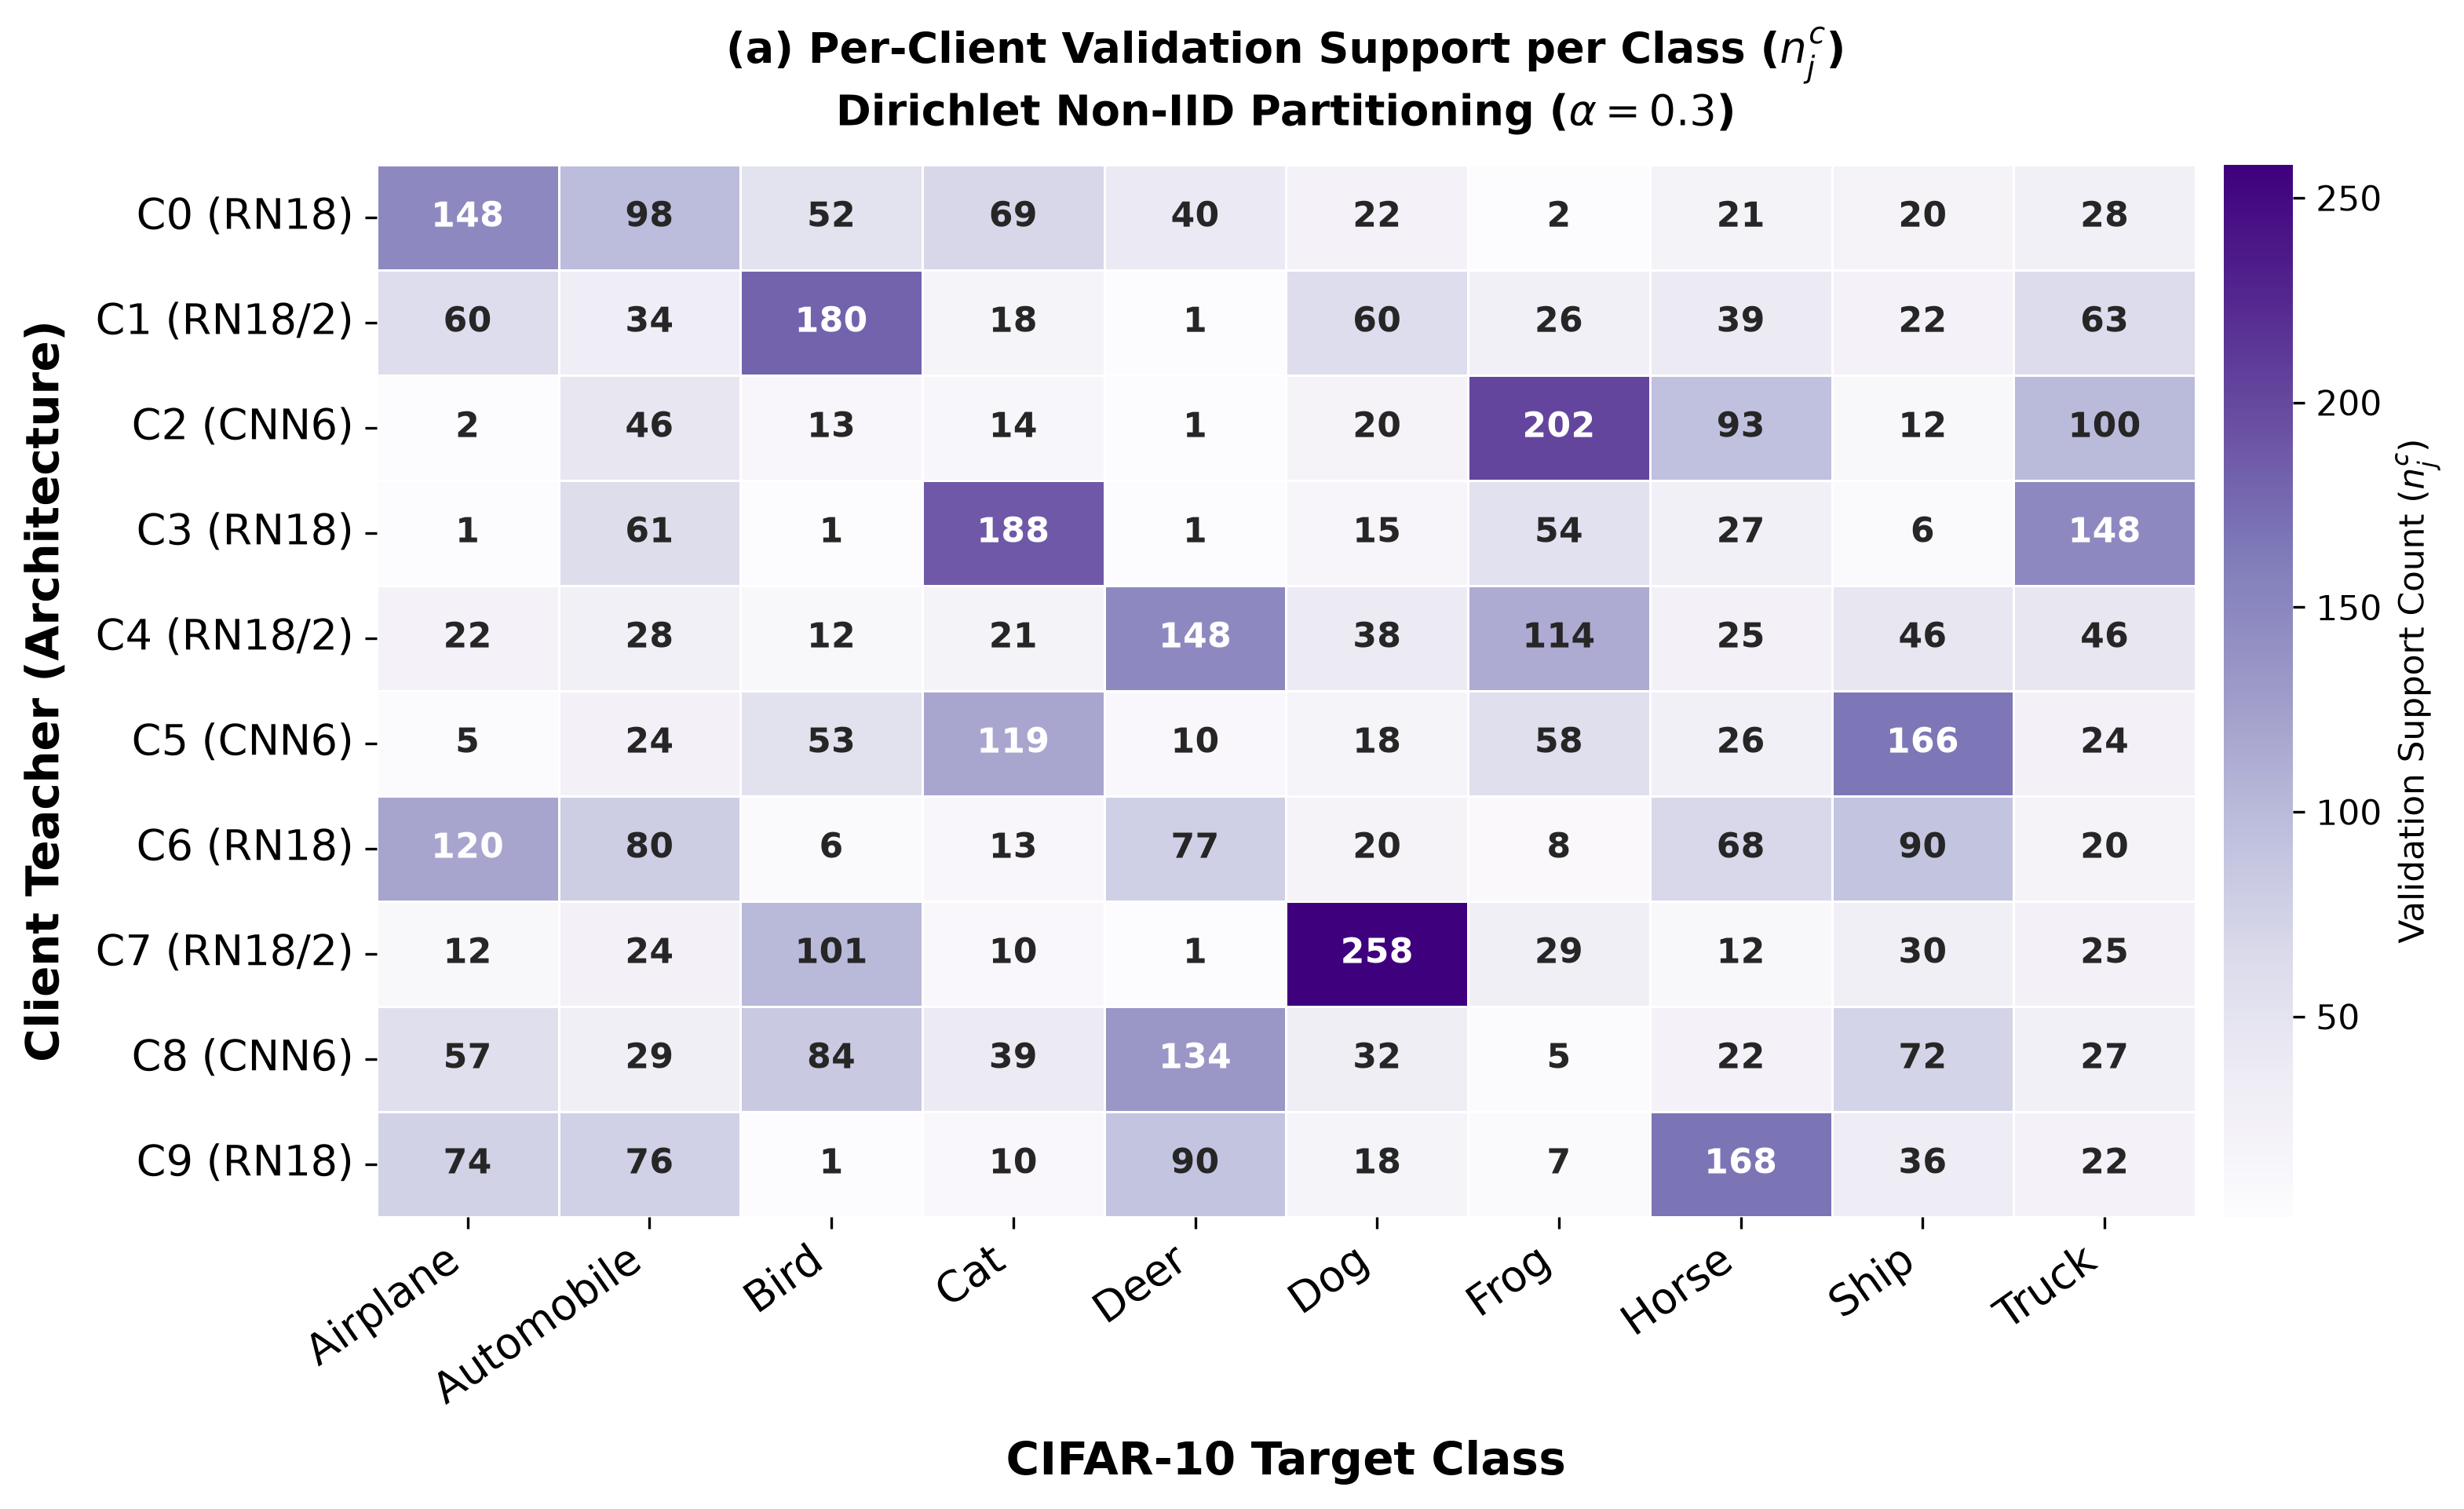 (a) Per-Client Validation Support per Class (n_j^c)
Dirichlet Non-IID Partitioning (α = 0.3)
Client Teacher (Architecture)
C0 (RN18) 148 98 52 69 40 22 2 21 20 28
C1 (RN18/2) 60 34 180 18 1 60 26 39 22 63
C2 (CNN6) 2 46 13 14 1 20 202 93 12 100
C3 (RN18) 1 61 1 188 1 15 54 27 6 148
C4 (RN18/2) 22 28 12 21 148 38 114 25 46 46
C5 (CNN6) 5 24 53 119 10 18 58 26 166 24
C6 (RN18) 120 80 6 13 77 20 8 68 90 20
C7 (RN18/2) 12 24 101 10 1 258 29 12 30 25
C8 (CNN6) 57 29 84 39 134 32 5 22 72 27
C9 (RN18) 74 76 1 10 90 18 7 168 36 22
Airplane Automobile Bird Cat Deer Dog Frog Horse Ship Truck
CIFAR-10 Target Class
250
200
150
100
50
Validation Support Count (n_j^c)